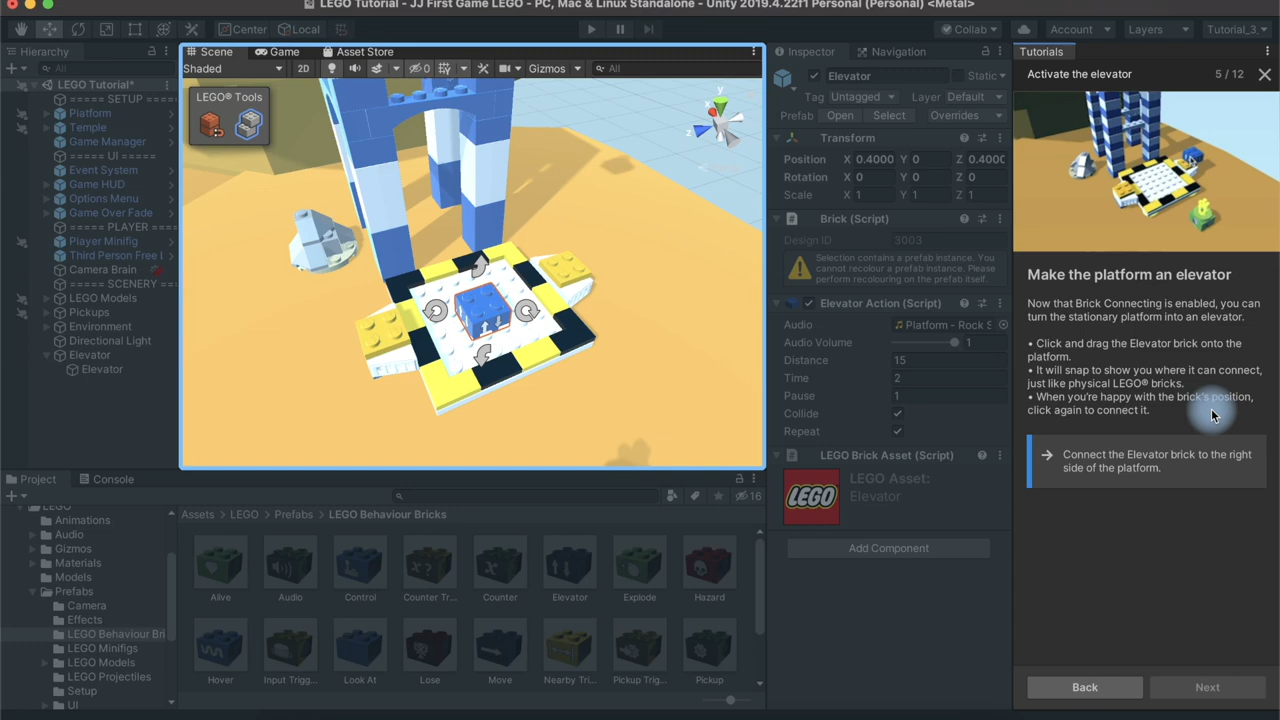 LEGO Tutorial - JJ First Game LEGO - PC, Mac & Linux Standalone - Unity 2019.4.22f1 Personal (Personal) <Metal>
Center Local Collab Account Layers Tutorial_3_
Hierarchy
All
LEGO Tutorial*
===== SETUP ====
Platform
Temple
Game Manager
===== UI =====
Event System
Game HUD
Options Menu
Game Over Fade
===== PLAYER
Player Minifig
Third Person Free L
Camera Brain
===== SCENERY =
LEGO Models
Pickups
Environment
Directional Light
Elevator
Elevator
Scene Game Asset Store
Shaded 2D 0 Gizmos All
LEGO® Tools
x
z
Inspector Navigation
Elevator Static
Tag Untagged Layer Default
Prefab Open Select Overrides
Transform
Position X 0.4000 Y 0 Z 0.4000
Rotation X 0 Y 0 Z 0
Scale X 1 Y 1 Z 1
Brick (Script)
Design ID 3003
Selection contains a prefab instance. You
cannot recolour a prefab instance. Please
perform recolouring on the prefab.
Elevator Action (Script)
Audio Platform - Rock S
Audio Volume 1
Distance 15
Time 2
Pause 1
Collide
Repeat
LEGO Brick Asset (Script)
LEGO
LEGO Asset:
Elevator
Add Component
Tutorials
Activate the elevator 5 / 12
Make the platform an elevator
Now that Brick Connecting is enabled, you can
turn the stationary platform into an elevator.
• Click and drag the Elevator brick onto the
platform.
• It will snap to show you where it can connect,
just like physical LEGO® bricks.
• When you're happy with the brick's position,
click again to connect it.
Connect the Elevator brick to the right
side of the platform.
Back Next
Project Console
16
LEGO
Animations
Audio
Gizmos
Materials
Models
Prefabs
Camera
Effects
LEGO Behaviour Bri
LEGO Minifigs
LEGO Models
LEGO Projectiles
Setup
UI
Assets > LEGO > Prefabs > LEGO Behaviour Bricks
Alive Audio Control Counter Tr... Counter Elevator Explode Hazard
Hover Input Trigg... Look At Lose Move Nearby Tri... Pickup Trig... Pickup